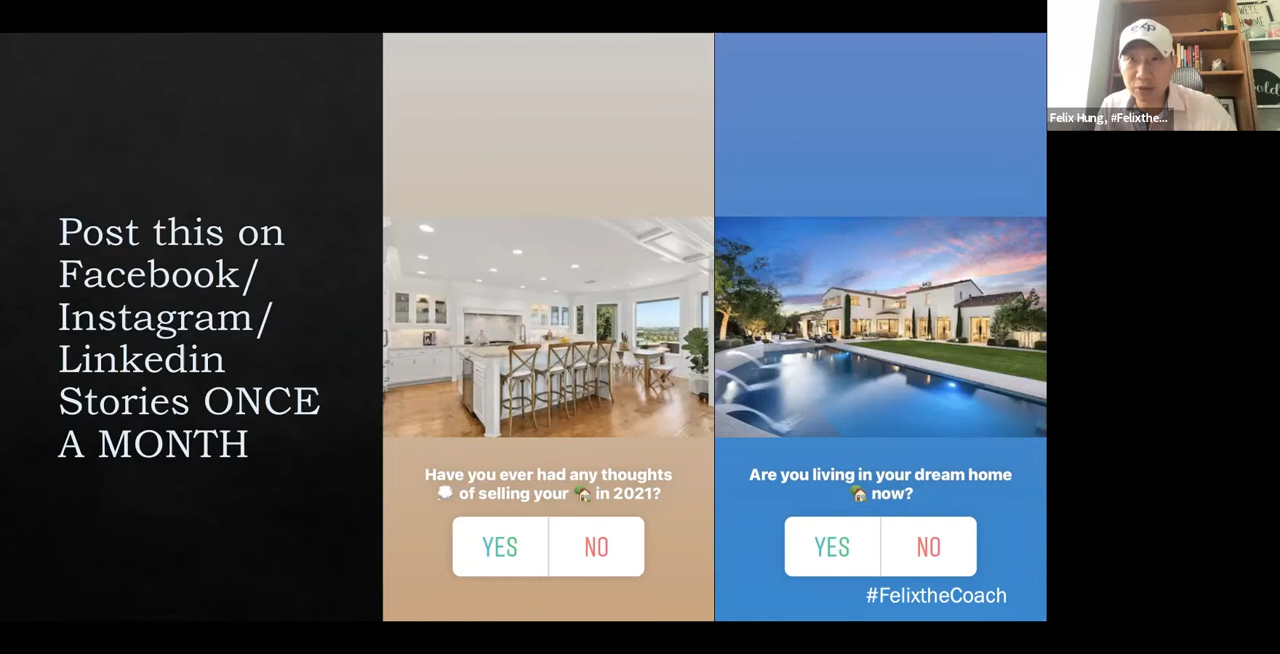 Post this on
Facebook/
Instagram/
Linkedin
Stories ONCE
A MONTH
Have you ever had any thoughts
💭 of selling your 🏡 in 2021?
YES NO
Are you living in your dream home
🏡 now?
YES NO
#FelixtheCoach
Felix Hung, #Felixthe...